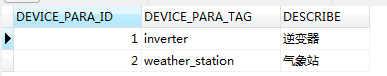 DEVICE_PARA_ID DEVICE_PARA_TAG DESCRIBE
1 inverter 逆变器
2 weather_station 气象站